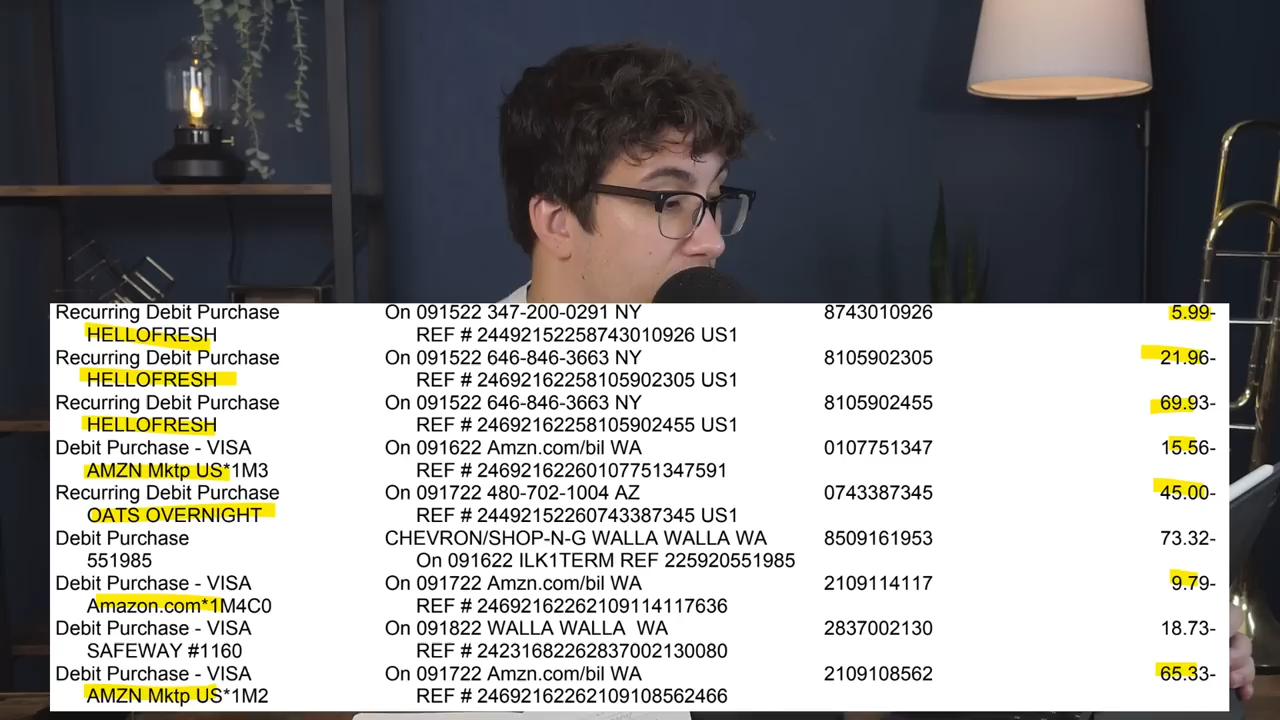 Recurring Debit Purchase On 091522 347-200-0291 NY 8743010926 5.99-
HELLOFRESH REF # 24492152258743010926 US1
Recurring Debit Purchase On 091522 646-846-3663 NY 8105902305 21.96-
HELLOFRESH REF # 24692162258105902305 US1
Recurring Debit Purchase On 091522 646-846-3663 NY 8105902455 69.93-
HELLOFRESH REF # 24692162258105902455 US1
Debit Purchase - VISA On 091622 Amzn.com/bil WA 0107751347 15.56-
AMZN Mktp US*1M3 REF # 24692162260107751347591
Recurring Debit Purchase On 091722 480-702-1004 AZ 0743387345 45.00-
OATS OVERNIGHT REF # 24492152260743387345 US1
Debit Purchase CHEVRON/SHOP-N-G WALLA WALLA WA 8509161953 73.32-
551985 On 091622 ILK1TERM REF 225920551985
Debit Purchase - VISA On 091722 Amzn.com/bil WA 2109114117 9.79-
Amazon.com*1M4C0 REF # 24692162262109114117636
Debit Purchase - VISA On 091822 WALLA WALLA WA 2837002130 18.73-
SAFEWAY #1160 REF # 24231682262837002130080
Debit Purchase - VISA On 091722 Amzn.com/bil WA 2109108562 65.33-
AMZN Mktp US*1M2 REF # 24692162262109108562466